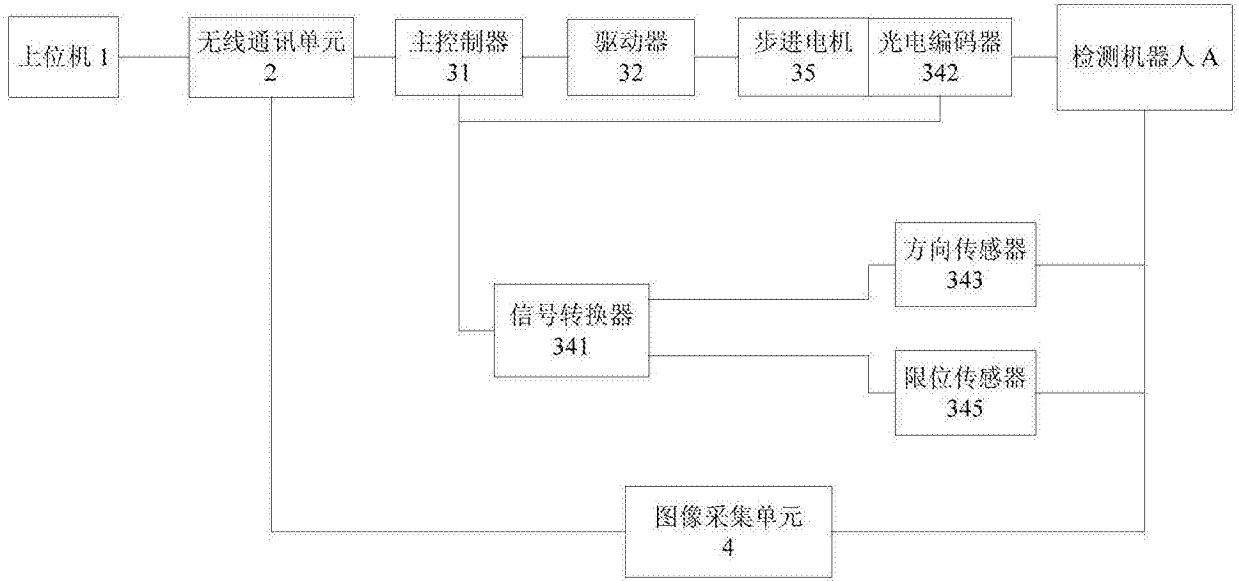 上位机 1
无线通讯单元
2
主控制器
31
驱动器
32
步进电机
35
光电编码器
342
检测机器人 A
方向传感器
343
信号转换器
341
限位传感器
345
图像采集单元
4